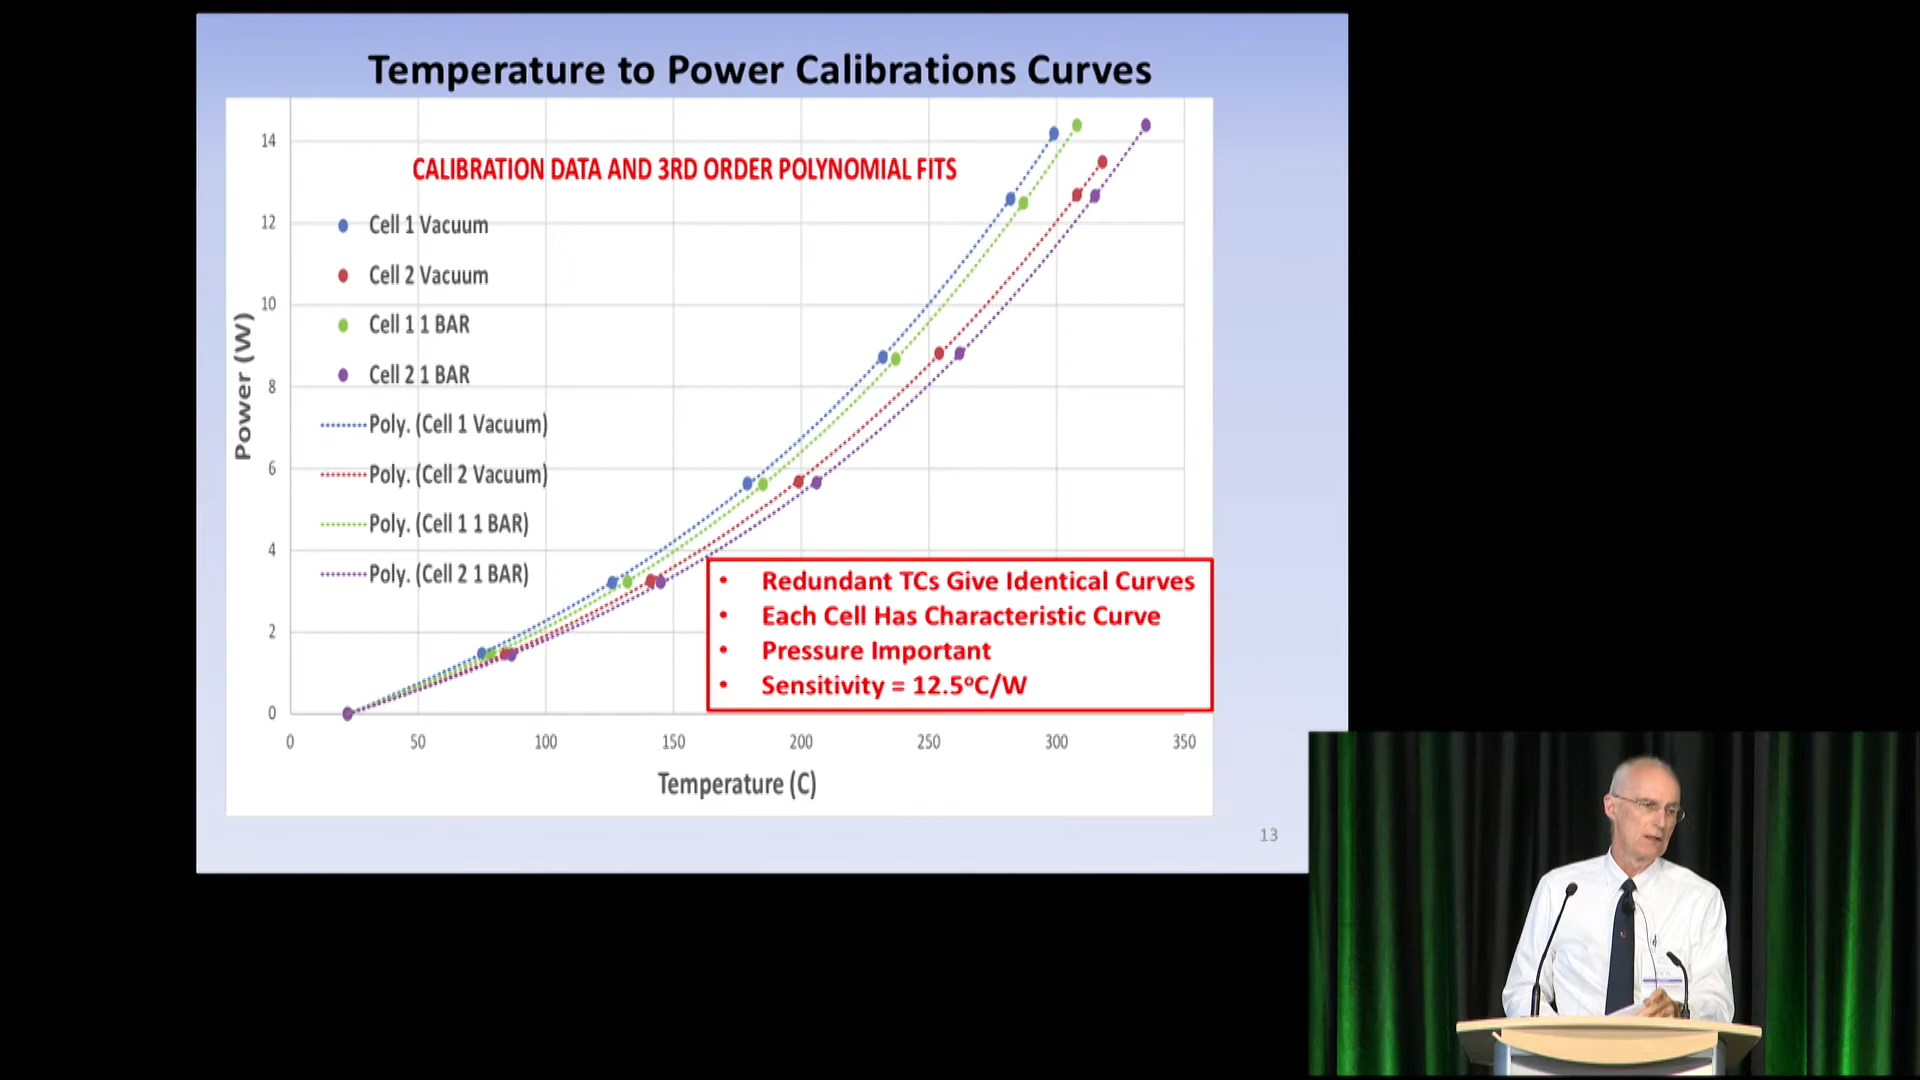 Temperature to Power Calibrations Curves
CALIBRATION DATA AND 3RD ORDER POLYNOMIAL FITS
14
12
10
8
6
4
2
0
Power (W)
Cell 1 Vacuum
Cell 2 Vacuum
Cell 1 1 BAR
Cell 2 1 BAR
Poly. (Cell 1 Vacuum)
Poly. (Cell 2 Vacuum)
Poly. (Cell 1 1 BAR)
Poly. (Cell 2 1 BAR)
• Redundant TCs Give Identical Curves
• Each Cell Has Characteristic Curve
• Pressure Important
• Sensitivity = 12.5°C/W
0 50 100 150 200 250 300 350
Temperature (C)
13